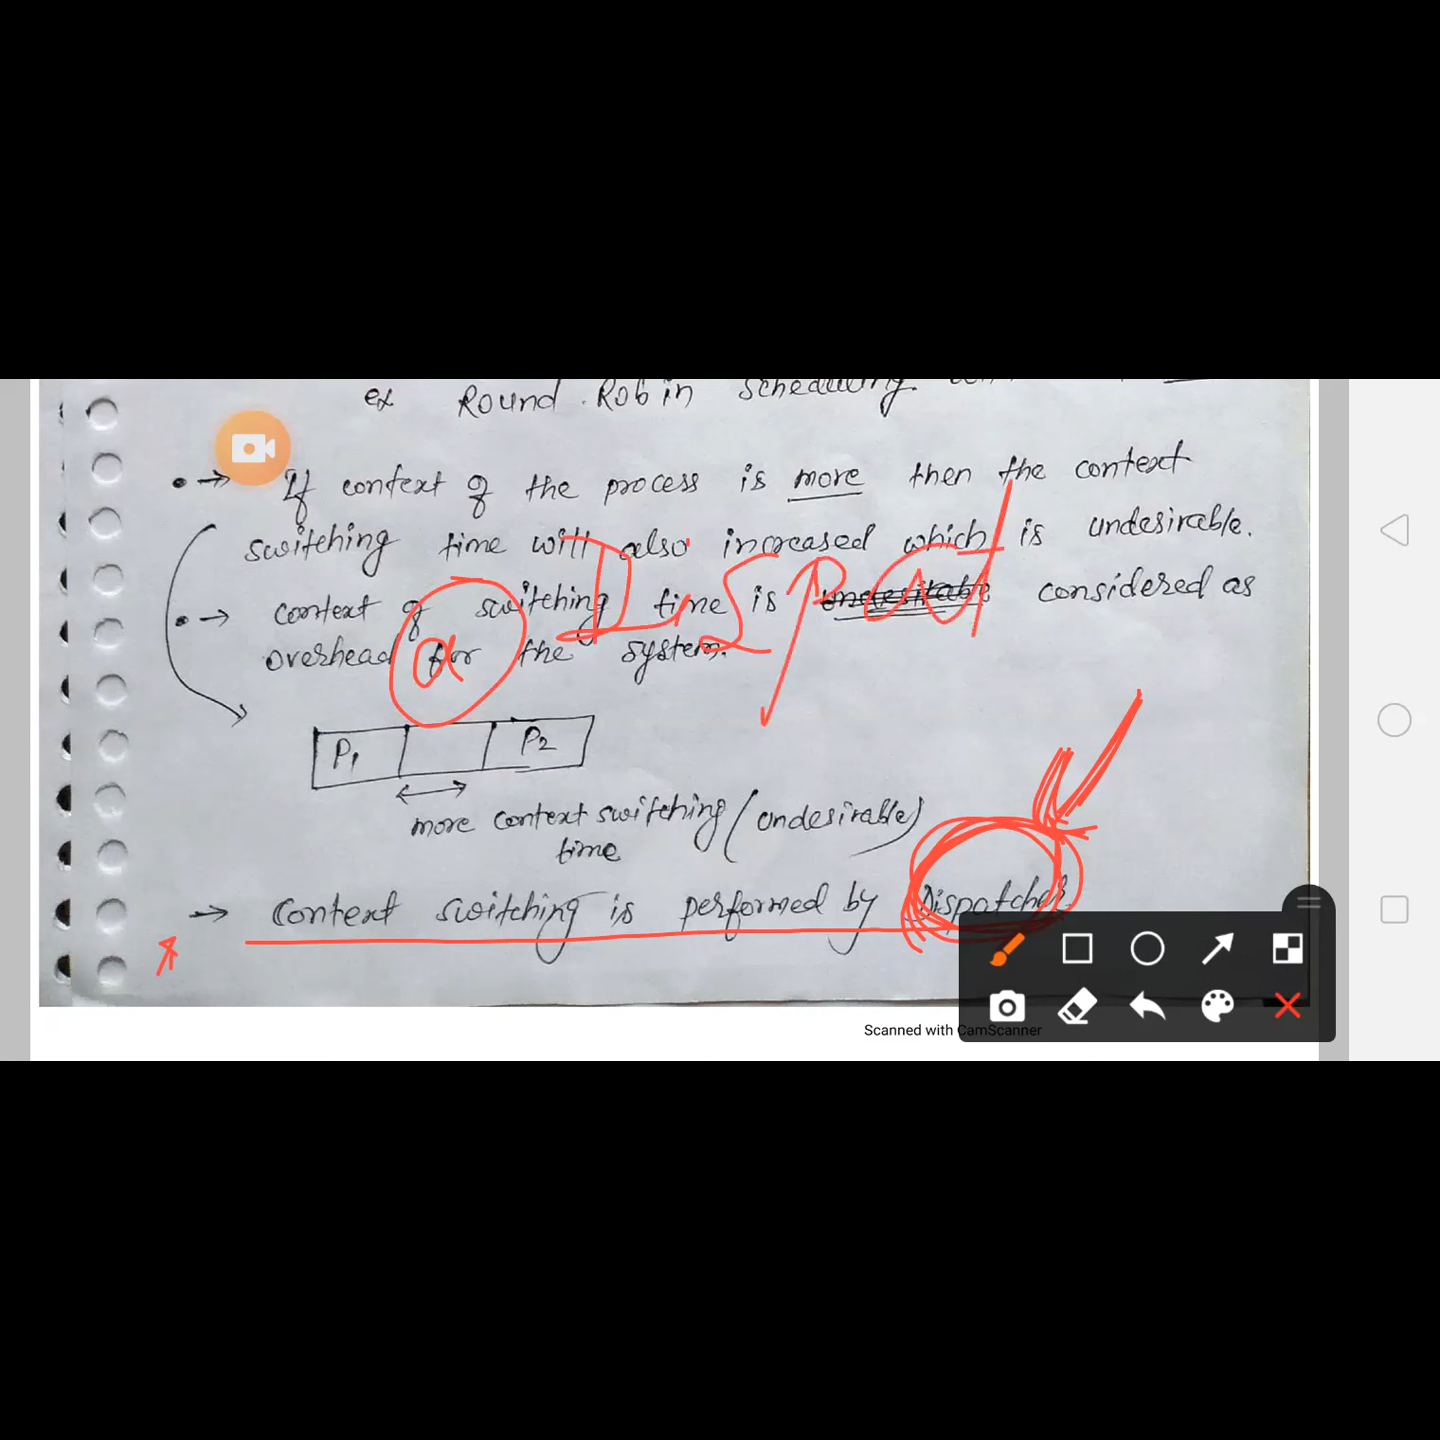 ex Round Robin scheduling
•→ If context of the process is more then the context
switching time will also increased which is undesirable.
•→ context of switching time is considered as
overhead for the system.
Dispat
a
P1 P2
more context switching (undesirable)
time
→ Context switching is performed by Dispatcher
Scanned with CamScanner